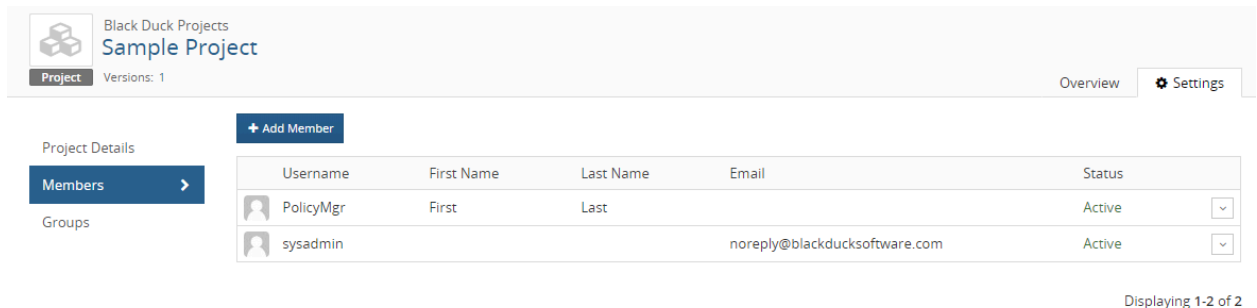 Black Duck Projects
Sample Project
Project Versions: 1
Overview Settings
Project Details
Members
Groups
+ Add Member
Username First Name Last Name Email Status
PolicyMgr First Last Active
sysadmin noreply@blackducksoftware.com Active
Displaying 1-2 of 2